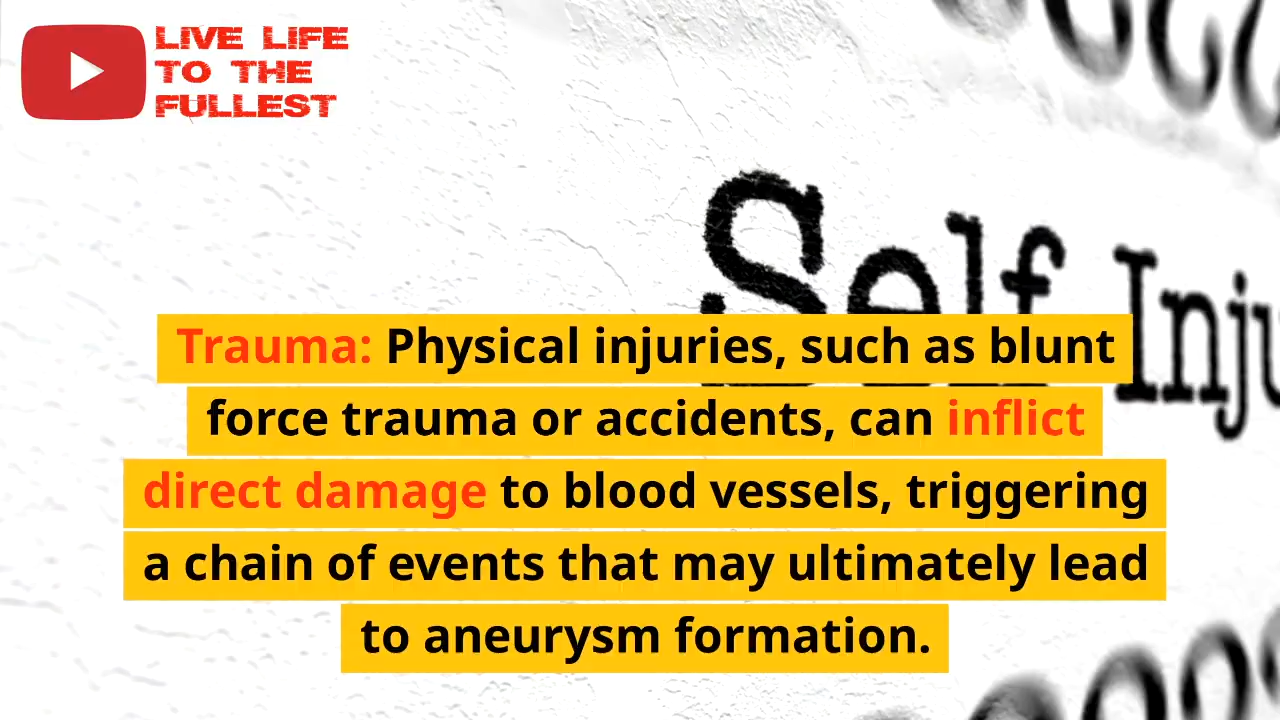 LIVE LIFE
TO THE
FULLEST
Self Inju
Trauma: Physical injuries, such as blunt
force trauma or accidents, can inflict
direct damage to blood vessels, triggering
a chain of events that may ultimately lead
to aneurysm formation.